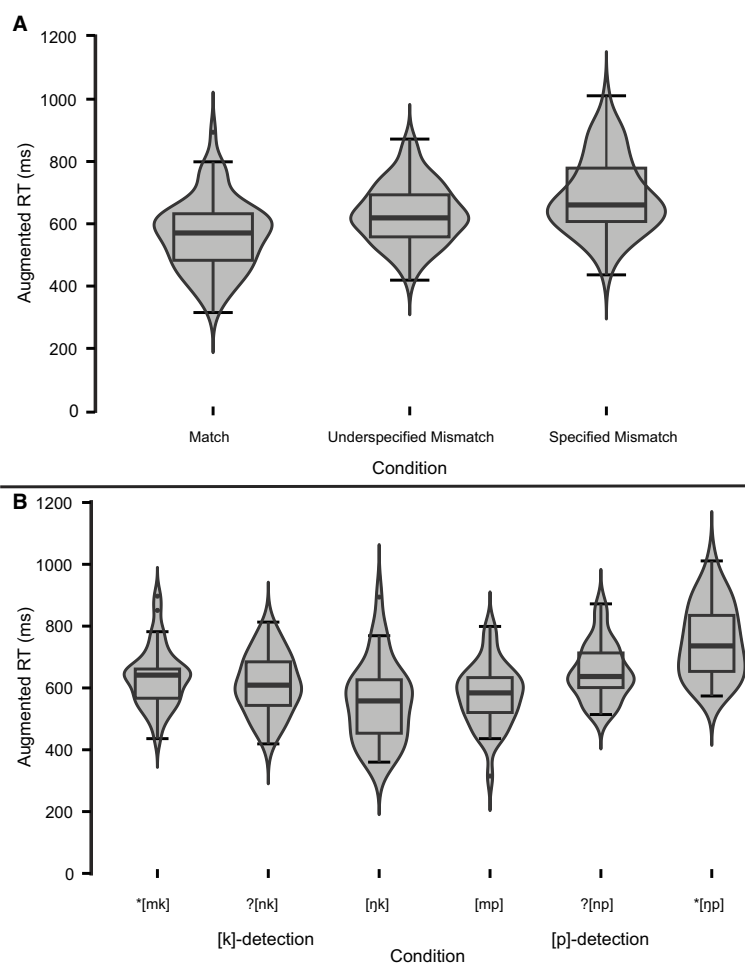 A
1200
1000
800
600
400
200
0
Augmented RT (ms)
Match Underspecified Mismatch Specified Mismatch
Condition
B
1200
1000
800
600
400
200
0
Augmented RT (ms)
*[mk] ?[nk] [ŋk] [mp] ?[np] *[ŋp]
[k]-detection [p]-detection
Condition